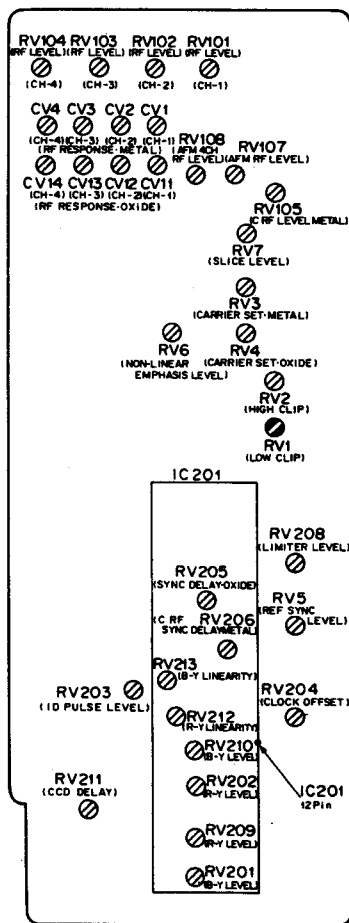 RV104 RV103 RV102 RV101
(RF LEVEL) (RF LEVEL) (RF LEVEL) (RF LEVEL)
(CH-4) (CH-3) (CH-2) (CH-1)
CV4 CV3 CV2 CV1
(CH-4) (CH-3) (CH-2) (CH-1)
(RF RESPONSE-METAL)
RV108
(AFM 4CH
RF LEVEL)
RV107
(AFM RF LEVEL)
CV14 CV13 CV12 CV11
(CH-4) (CH-3) (CH-2) (CH-1)
(RF RESPONSE-OXIDE)
RV105
(C RF LEVEL METAL)
RV7
(SLICE LEVEL)
RV3
(CARRIER SET-METAL)
RV6
(NON-LINEAR
EMPHASIS LEVEL)
RV4
(CARRIER SET-OXIDE)
RV2
(HIGH CLIP)
RV1
(LOW CLIP)
IC201
RV208
(LIMITER LEVEL)
RV205
(SYNC DELAY-OXIDE)
RV206
(C RF
SYNC DELAYMETAL)
RV5
(REF SYNC
LEVEL)
RV213
(B-Y LINEARITY)
RV203
(ID PULSE LEVEL)
RV204
(CLOCK OFFSET)
RV212
(R-Y LINEARITY)
RV210
(B-Y LEVEL)
RV211
(CCD DELAY)
RV202
(R-Y LEVEL)
IC201
12Pin
RV209
(R-Y LEVEL)
RV201
(B-Y LEVEL)